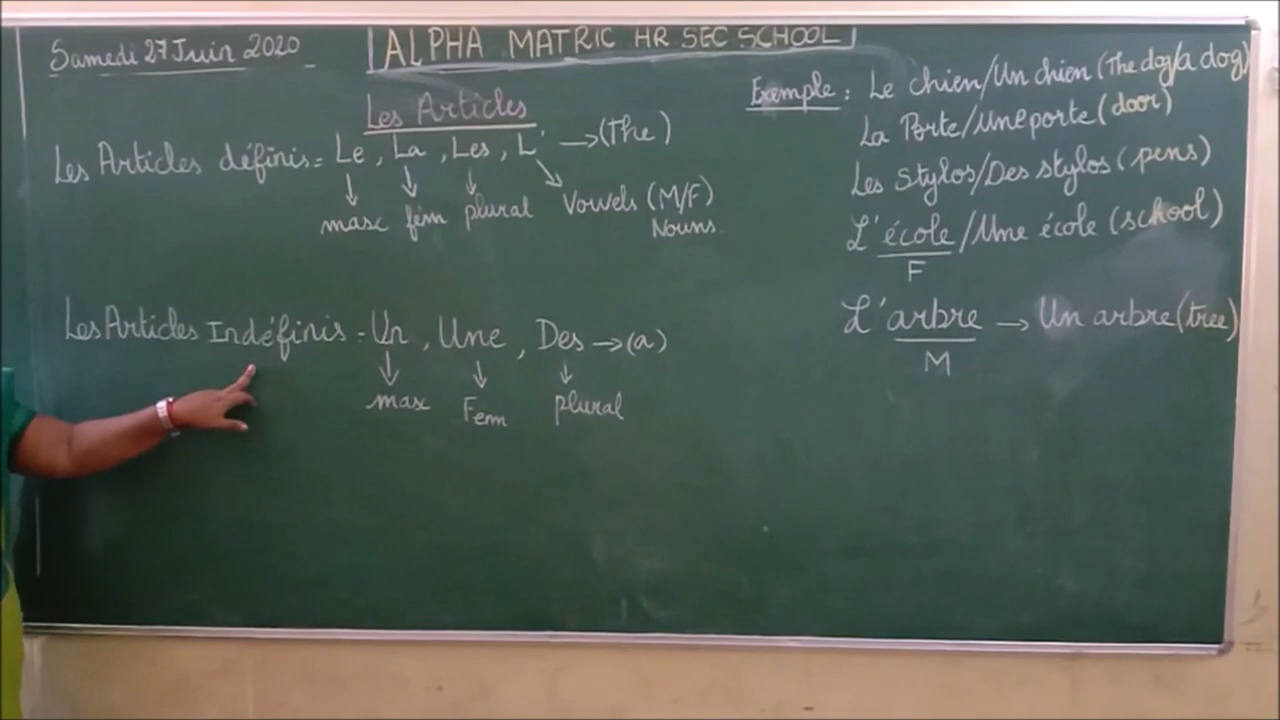 Samedi 27 Juin 2020
ALPHA MATRIC HR SEC SCHOOL
Les Articles
Les Articles définis = Le, La, Les, L' → (the)
↓ ↓ ↓ ↘
masc fém plural Vowels (M/F)
Nouns.
Les Articles Indéfinis = Un, Une, Des → (a)
↓ ↓ ↓
masc Fem plural
Exemple : Le chien/Un chien (The dog/a dog)
La Porte/Une porte (door)
Les Stylos/Des stylos (pens)
L'école/Une école (school)
F
L'arbre → Un arbre (tree)
M